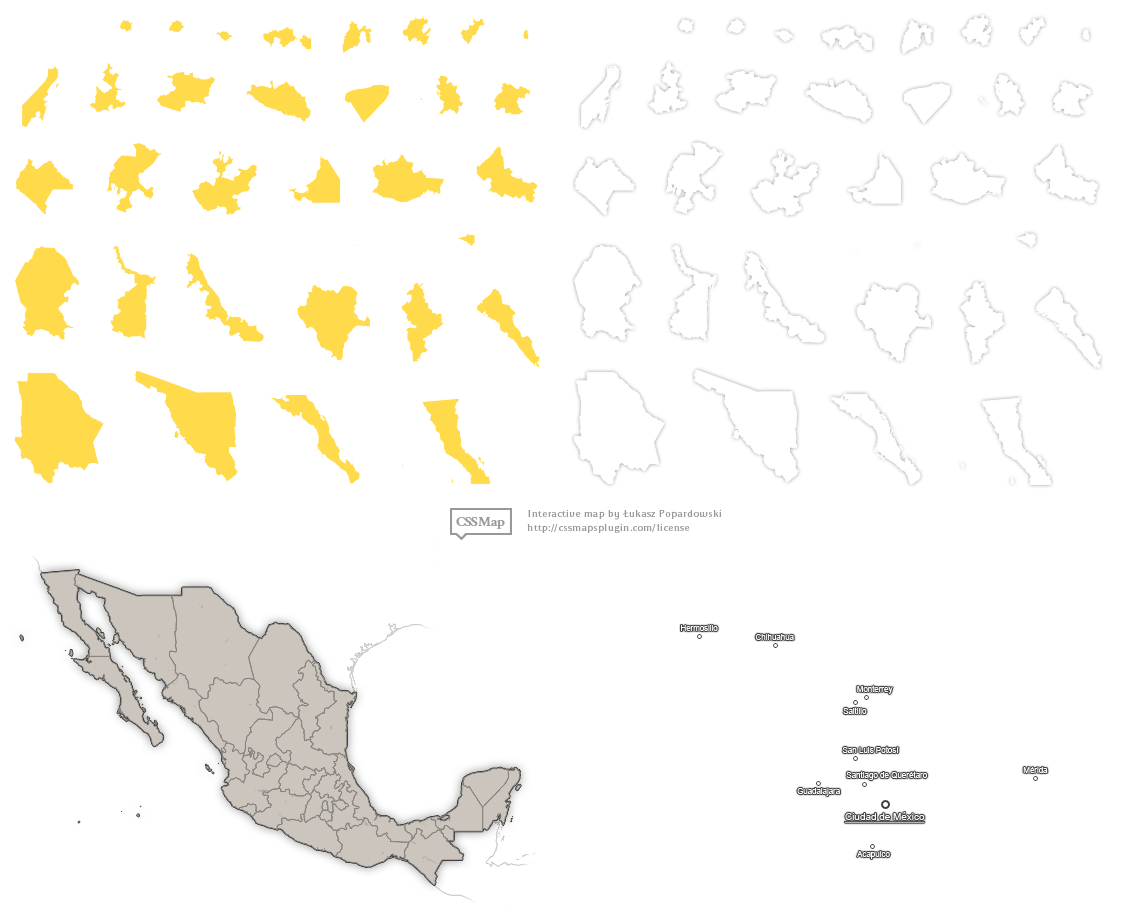 CSSMap
Interactive map by Łukasz Popardowski
http://cssmapsplugin.com/license
Hermosillo
Chihuahua
Monterrey
Saltillo
San Luis Potosí
Mérida
Santiago de Querétaro
Guadalajara
Ciudad de México
Acapulco